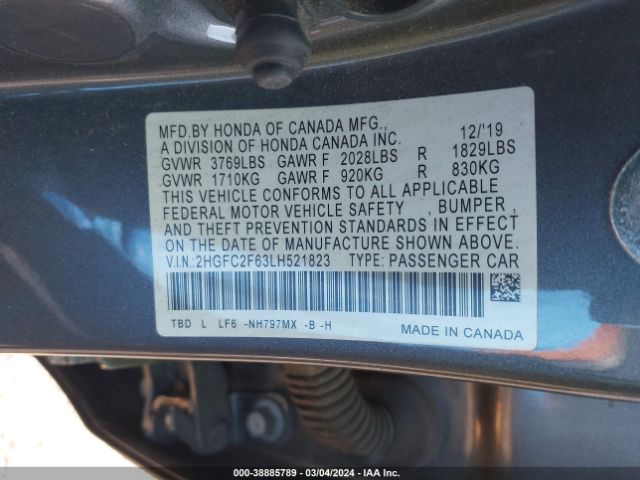 MFD.BY HONDA OF CANADA MFG., 12/'19
A DIVISION OF HONDA CANADA INC.
GVWR 3769LBS GAWR F 2028LBS R 1829LBS
GVWR 1710KG GAWR F 920KG R 830KG
THIS VEHICLE CONFORMS TO ALL APPLICABLE
FEDERAL MOTOR VEHICLE SAFETY , BUMPER ,
AND THEFT PREVENTION STANDARDS IN EFFECT
ON THE DATE OF MANUFACTURE SHOWN ABOVE.
V.I.N.:2HGFC2F63LH521823 TYPE: PASSENGER CAR
TBD L LF6 -NH797MX -B -H MADE IN CANADA
000-38885789 - 03/04/2024 - IAA Inc.